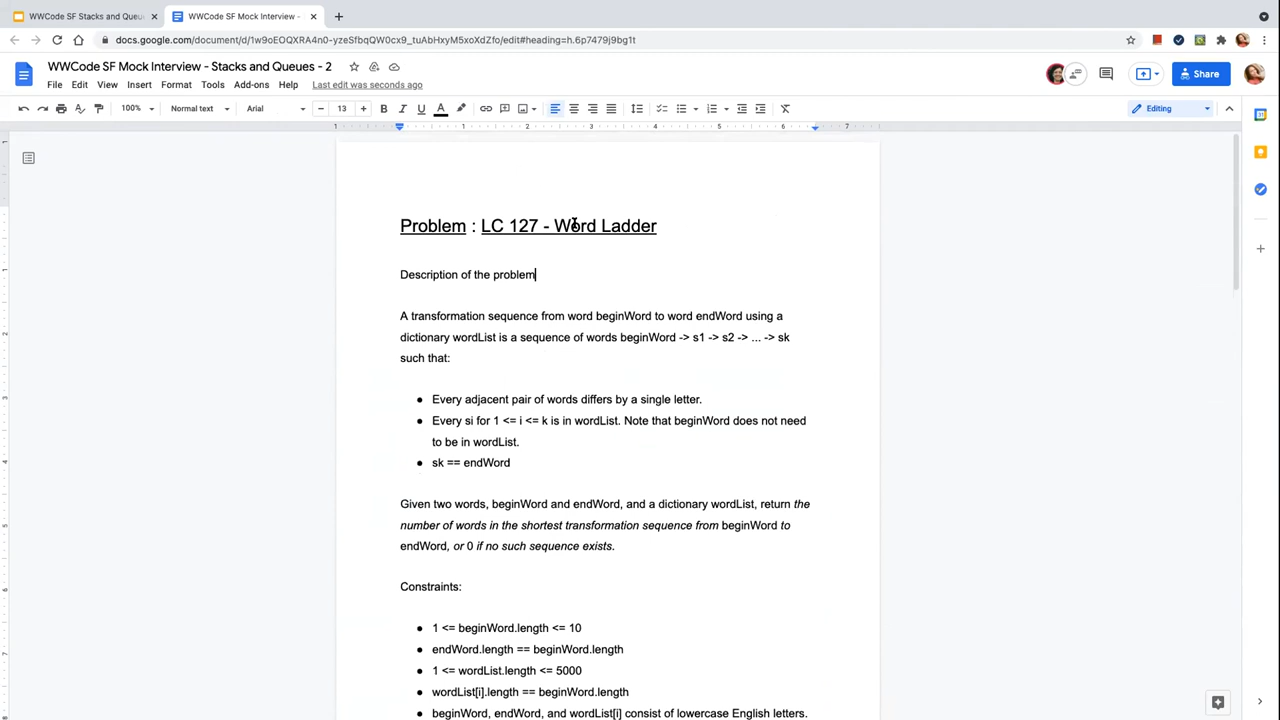 WWCode SF Stacks and Queu
WWCode SF Mock Interview -
docs.google.com/document/d/1w9oEOQXRA4n0-yzeSfbqQW0cx9_tuAbHxyM5xoXdZfo/edit#heading=h.6p7479j9bg1t
WWCode SF Mock Interview - Stacks and Queues - 2
Share
File Edit View Insert Format Tools Add-ons Help Last edit was seconds ago
100% Normal text Arial 13 Editing
1 1 2 3 4 5 6 7
Problem : LC 127 - Word Ladder
Description of the problem
A transformation sequence from word beginWord to word endWord using a
dictionary wordList is a sequence of words beginWord -> s1 -> s2 -> ... -> sk
such that:
● Every adjacent pair of words differs by a single letter.
● Every si for 1 <= i <= k is in wordList. Note that beginWord does not need
to be in wordList.
● sk == endWord
Given two words, beginWord and endWord, and a dictionary wordList, return the
number of words in the shortest transformation sequence from beginWord to
endWord, or 0 if no such sequence exists.
Constraints:
● 1 <= beginWord.length <= 10
● endWord.length == beginWord.length
● 1 <= wordList.length <= 5000
● wordList[i].length == beginWord.length
● beginWord, endWord, and wordList[i] consist of lowercase English letters.